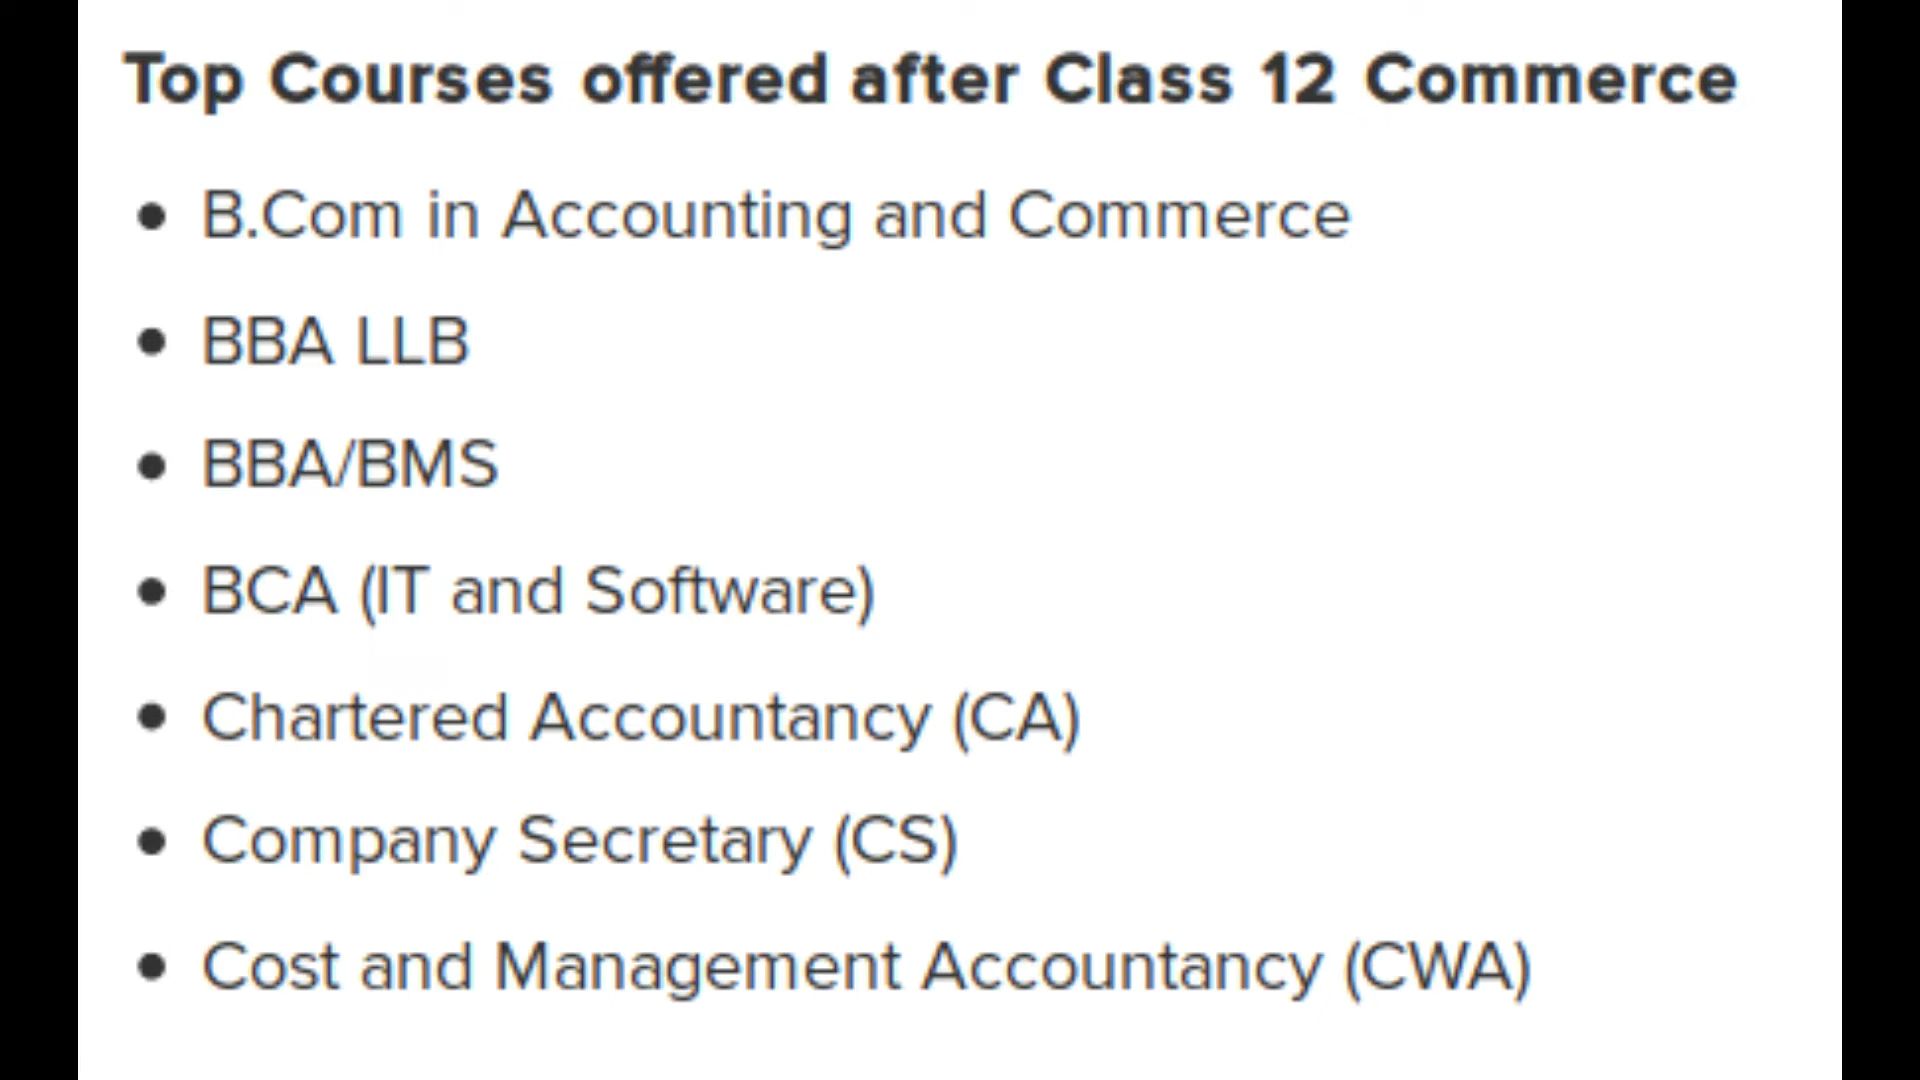 Top Courses offered after Class 12 Commerce
• B.Com in Accounting and Commerce
• BBA LLB
• BBA/BMS
• BCA (IT and Software)
• Chartered Accountancy (CA)
• Company Secretary (CS)
• Cost and Management Accountancy (CWA)